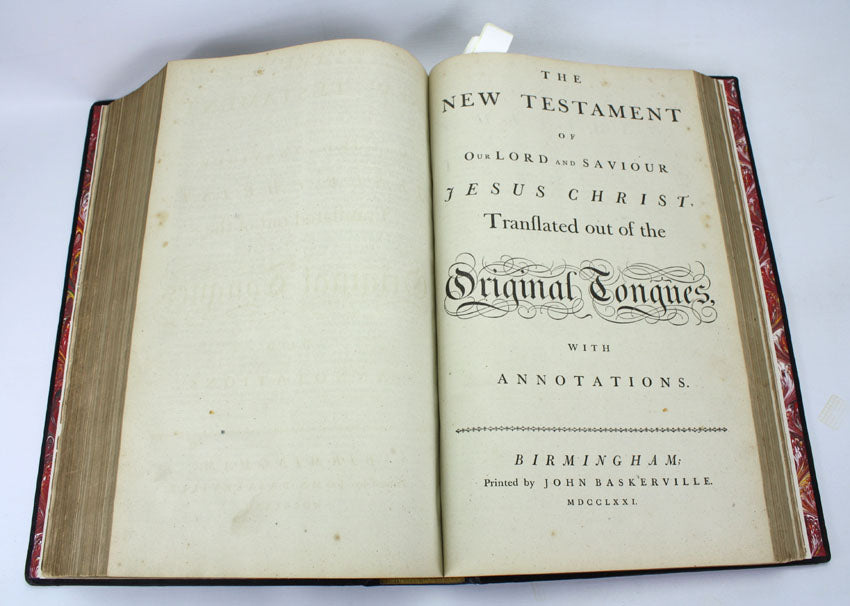 THE
NEW TESTAMENT
OF
OUR LORD AND SAVIOUR
JESUS CHRIST,
Tranſlated out of the
Original Tongues,
WITH
ANNOTATIONS.
BIRMINGHAM:
Printed by JOHN BASKERVILLE.
MDCCLXXI.